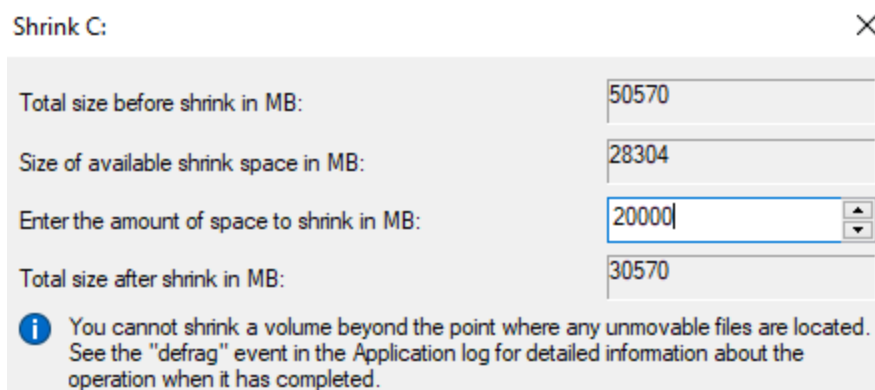 Shrink C:
Total size before shrink in MB: 50570
Size of available shrink space in MB: 28304
Enter the amount of space to shrink in MB: 20000
Total size after shrink in MB: 30570
You cannot shrink a volume beyond the point where any unmovable files are located.
See the "defrag" event in the Application log for detailed information about the
operation when it has completed.